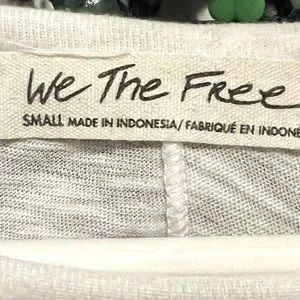 We The Free
SMALL MADE IN INDONESIA/ FABRIQUÉ EN INDONE